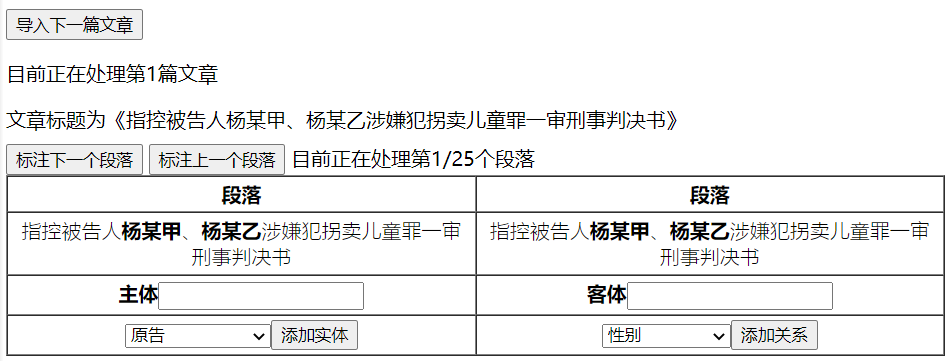 导入下一篇文章
目前正在处理第1篇文章
文章标题为《指控被告人杨某甲、杨某乙涉嫌犯拐卖儿童罪一审刑事判决书》
标注下一个段落 标注上一个段落 目前正在处理第1/25个段落
段落 段落
指控被告人杨某甲、杨某乙涉嫌犯拐卖儿童罪一审
刑事判决书
指控被告人杨某甲、杨某乙涉嫌犯拐卖儿童罪一审
刑事判决书
主体 客体
原告 添加实体 性别 添加关系